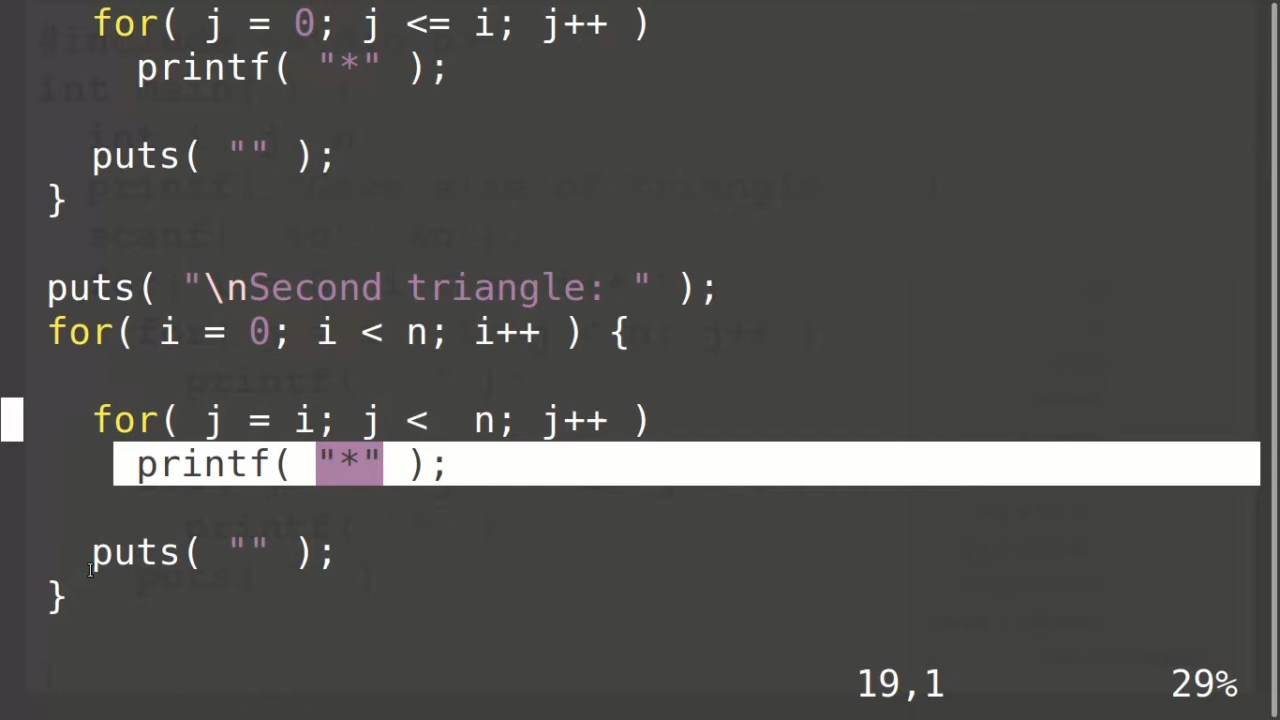 for( j = 0; j <= i; j++ )
printf( "*" );
puts( "" );
}
puts( "\nSecond triangle: " );
for( i = 0; i < n; i++ ) {
for( j = i; j <  n; j++ )
printf( "*" );
puts( "" );
}
19,1 29%